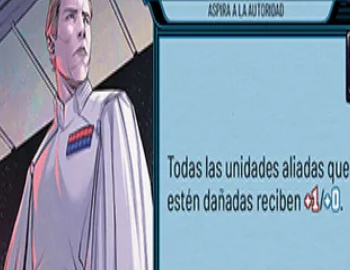 ASPIRA A LA AUTORIDAD
Todas las unidades aliadas que
estén dañadas reciben +1/+0.